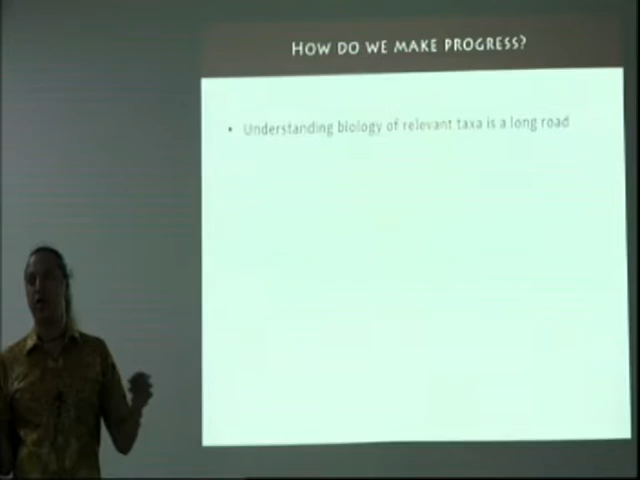 HOW DO WE MAKE PROGRESS?
• Understanding biology of relevant taxa is a long road